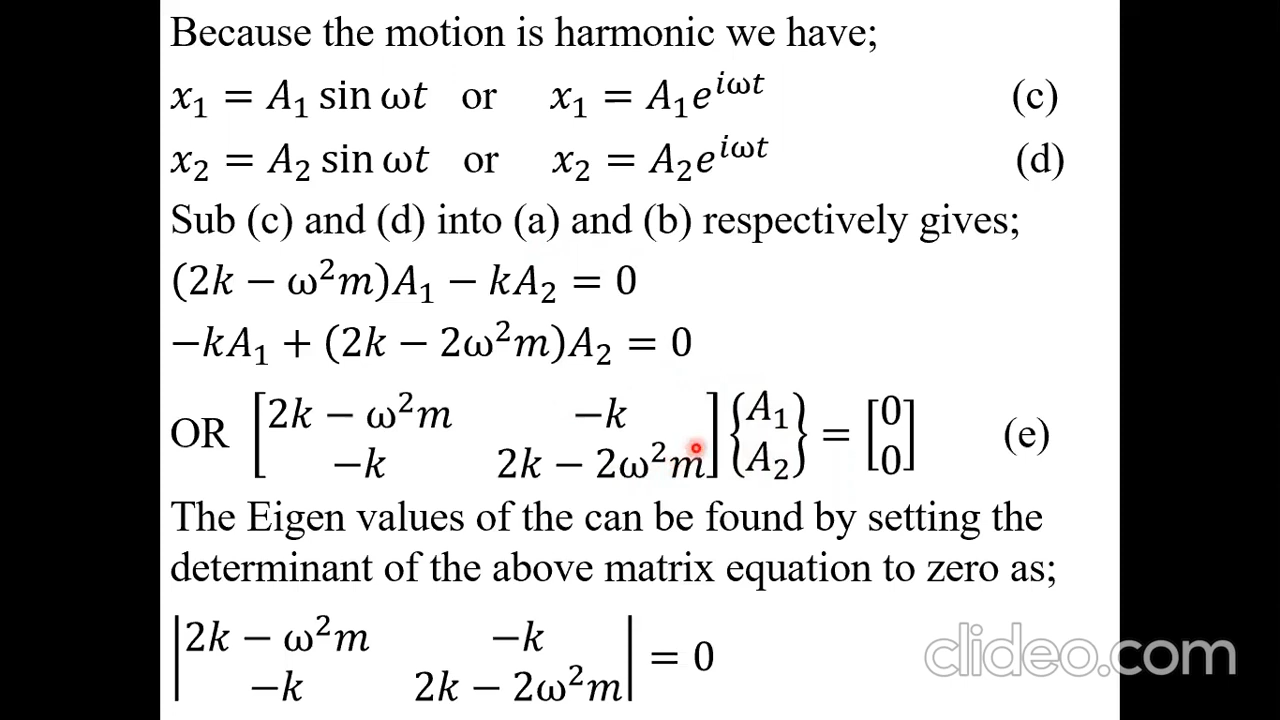 Because the motion is harmonic we have;
x₁ = A₁ sin ωt or x₁ = A₁e^{iωt} (c)
x₂ = A₂ sin ωt or x₂ = A₂e^{iωt} (d)
Sub (c) and (d) into (a) and (b) respectively gives;
(2k − ω²m)A₁ − kA₂ = 0
−kA₁ + (2k − 2ω²m)A₂ = 0
OR [2k − ω²m −k; −k 2k − 2ω²m] {A₁; A₂} = [0; 0] (e)
The Eigen values of the can be found by setting the
determinant of the above matrix equation to zero as;
|2k − ω²m −k; −k 2k − 2ω²m| = 0
clideo.com